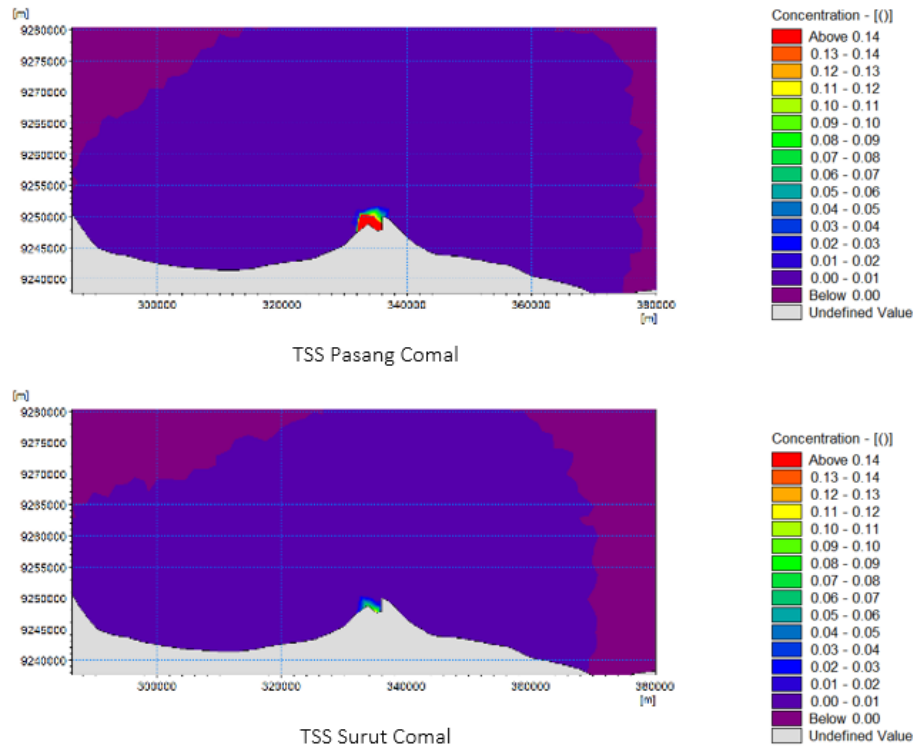 [m]
9280000
9275000
9270000
9265000
9260000
9255000
9250000
9245000
9240000
300000 320000 340000 360000 380000
[m]
Concentration - [()]
Above 0.14
0.13 - 0.14
0.12 - 0.13
0.11 - 0.12
0.10 - 0.11
0.09 - 0.10
0.08 - 0.09
0.07 - 0.08
0.06 - 0.07
0.05 - 0.06
0.04 - 0.05
0.03 - 0.04
0.02 - 0.03
0.01 - 0.02
0.00 - 0.01
Below 0.00
Undefined Value
TSS Pasang Comal
[m]
9280000
9275000
9270000
9265000
9260000
9255000
9250000
9245000
9240000
300000 320000 340000 360000 380000
[m]
Concentration - [()]
Above 0.14
0.13 - 0.14
0.12 - 0.13
0.11 - 0.12
0.10 - 0.11
0.09 - 0.10
0.08 - 0.09
0.07 - 0.08
0.06 - 0.07
0.05 - 0.06
0.04 - 0.05
0.03 - 0.04
0.02 - 0.03
0.01 - 0.02
0.00 - 0.01
Below 0.00
Undefined Value
TSS Surut Comal